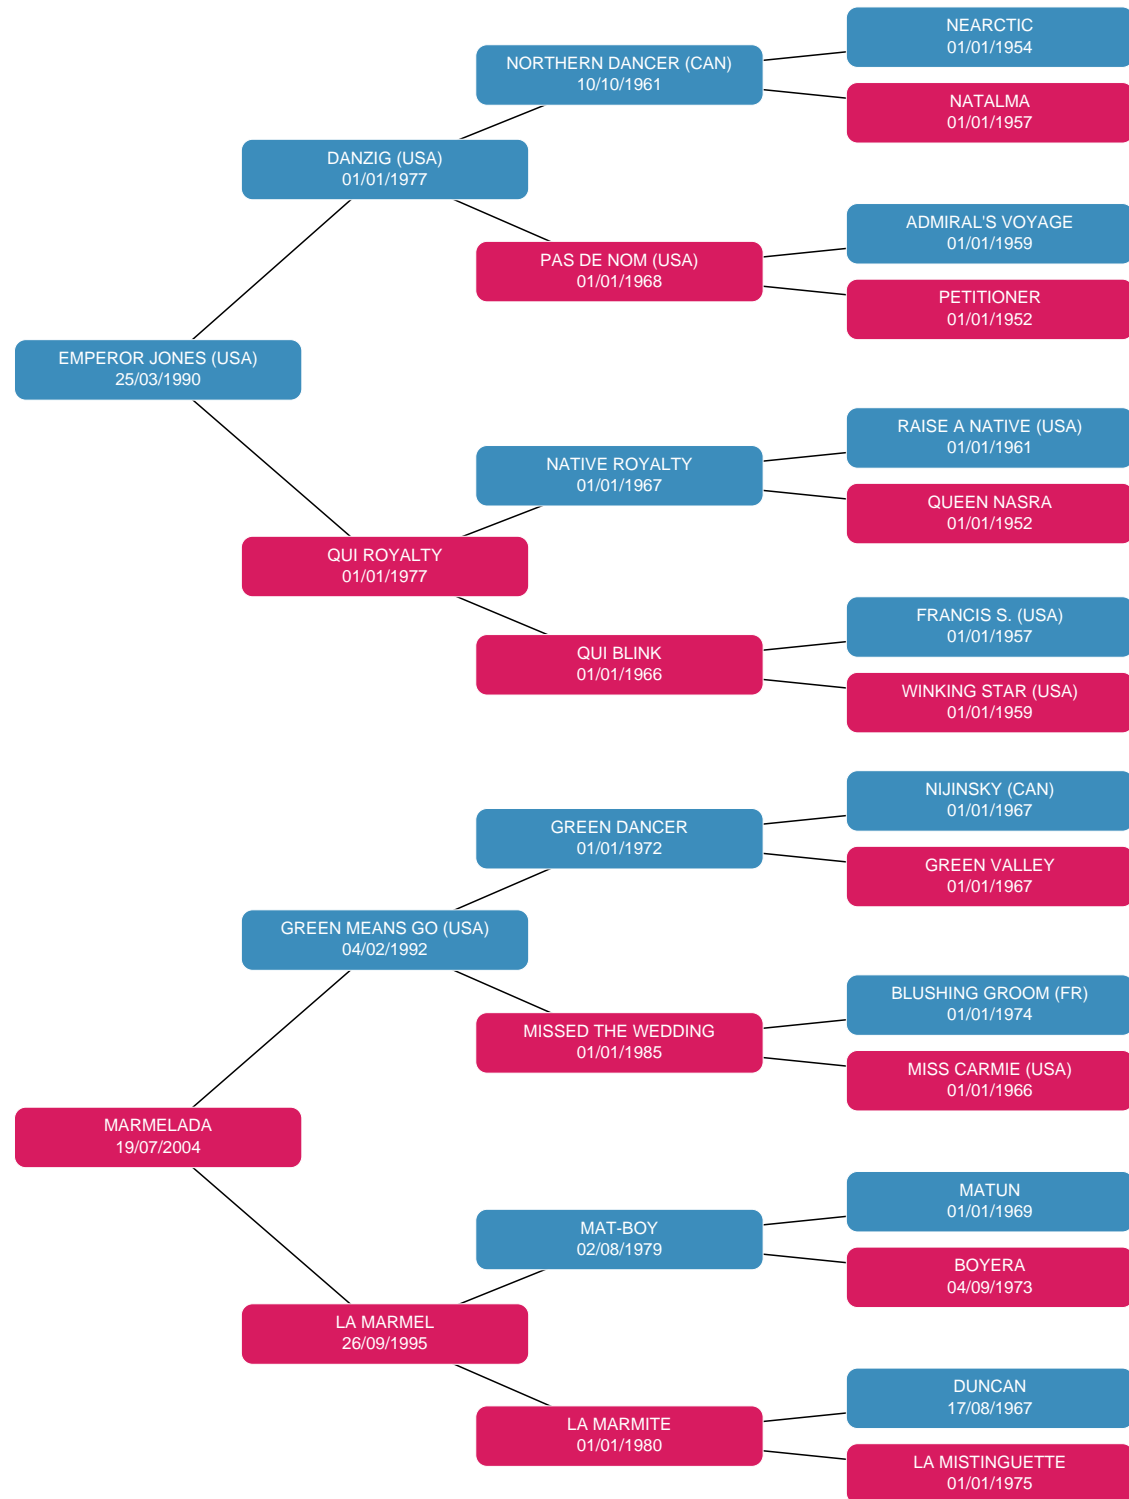 NEARCTIC
01/01/1954
NORTHERN DANCER (CAN)
10/10/1961
NATALMA
01/01/1957
DANZIG (USA)
01/01/1977
ADMIRAL'S VOYAGE
01/01/1959
PAS DE NOM (USA)
01/01/1968
PETITIONER
01/01/1952
EMPEROR JONES (USA)
25/03/1990
RAISE A NATIVE (USA)
01/01/1961
NATIVE ROYALTY
01/01/1967
QUEEN NASRA
01/01/1952
QUI ROYALTY
01/01/1977
FRANCIS S. (USA)
01/01/1957
QUI BLINK
01/01/1966
WINKING STAR (USA)
01/01/1959
NIJINSKY (CAN)
01/01/1967
GREEN DANCER
01/01/1972
GREEN VALLEY
01/01/1967
GREEN MEANS GO (USA)
04/02/1992
BLUSHING GROOM (FR)
01/01/1974
MISSED THE WEDDING
01/01/1985
MISS CARMIE (USA)
01/01/1966
MARMELADA
19/07/2004
MATUN
01/01/1969
MAT-BOY
02/08/1979
BOYERA
04/09/1973
LA MARMEL
26/09/1995
DUNCAN
17/08/1967
LA MARMITE
01/01/1980
LA MISTINGUETTE
01/01/1975